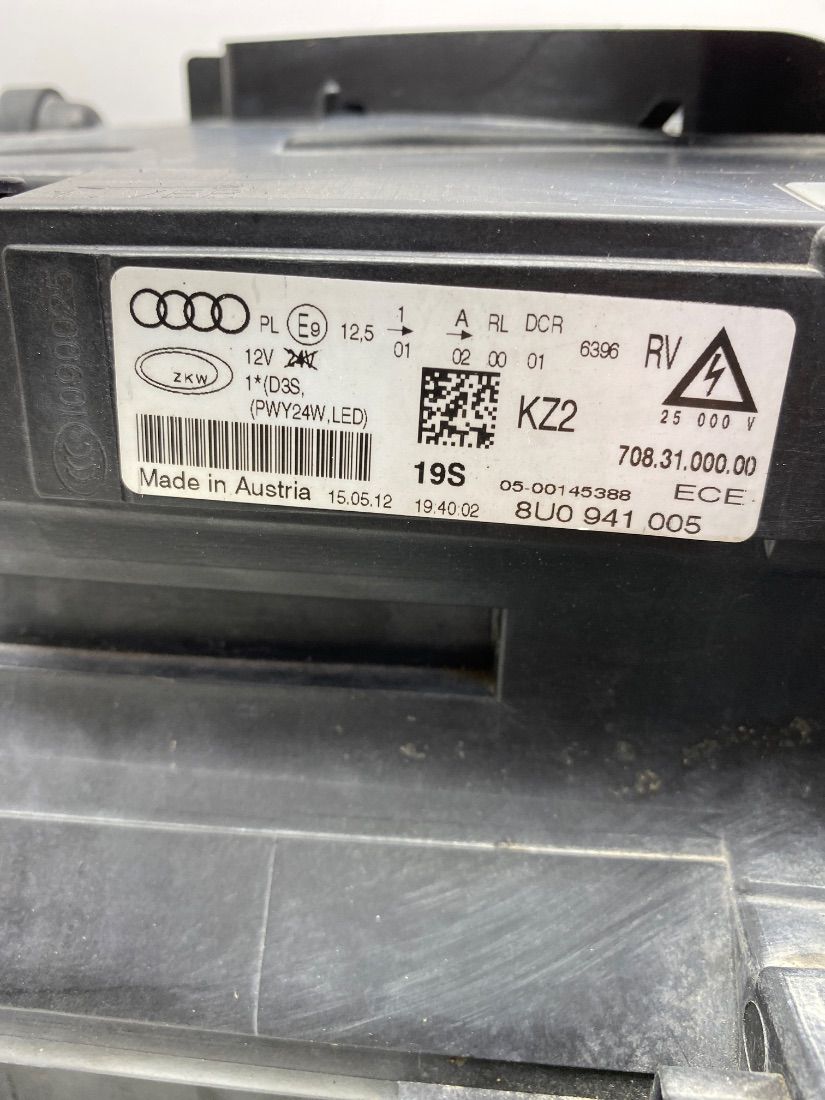 PL E9 12,5 1 A RL DCR
01 02 00 01 6396 RV
12V 24V
ZKW
1*(D3S,
(PWY24W,LED)
KZ2
25 000 V
708.31.000.00
19S
05-00145388 ECE
Made in Austria 15.05.12 19:40:02 8U0 941 005